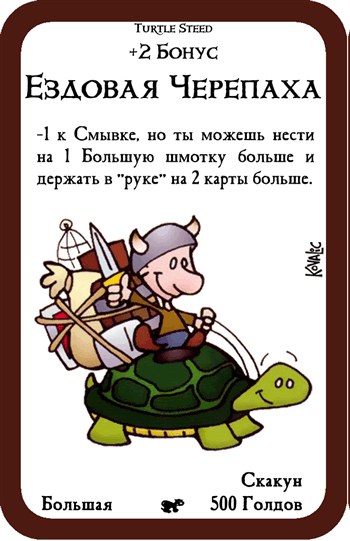 Turtle Steed
+2 Бонус
Ездовая Черепаха
-1 к Смывке, но ты можешь нести
на 1 Большую шмотку больше и
держать в "руке" на 2 карты больше.
Kovalic
Скакун
Большая 500 Голдов